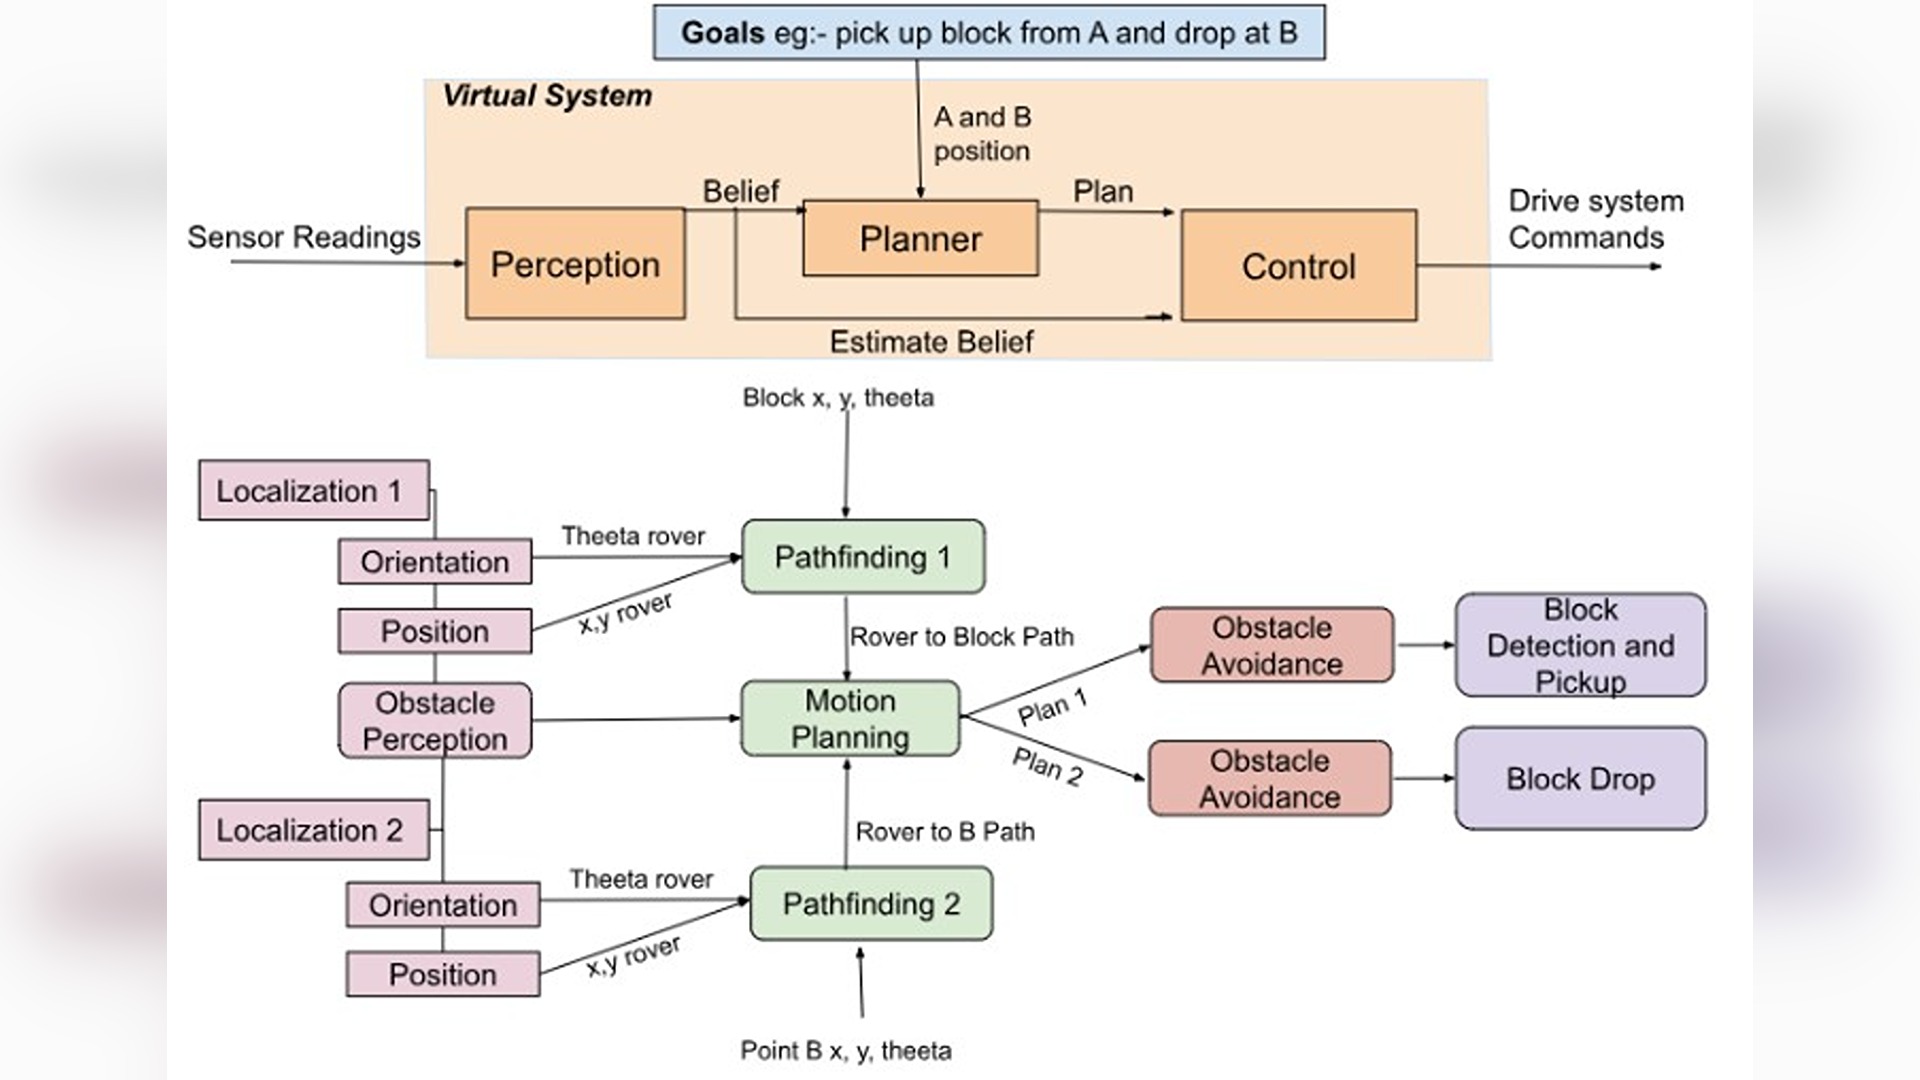 Goals eg:- pick up block from A and drop at B
Virtual System
A and B
position
Belief
Plan
Sensor Readings
Perception
Planner
Control
Drive system
Commands
Estimate Belief
Block x, y, theeta
Localization 1
Orientation
Theeta rover
Pathfinding 1
Position
x,y rover
Rover to Block Path
Obstacle
Perception
Motion
Planning
Plan 1
Plan 2
Obstacle
Avoidance
Block
Detection and
Pickup
Obstacle
Avoidance
Block Drop
Localization 2
Rover to B Path
Orientation
Theeta rover
Pathfinding 2
Position
x,y rover
Point B x, y, theeta